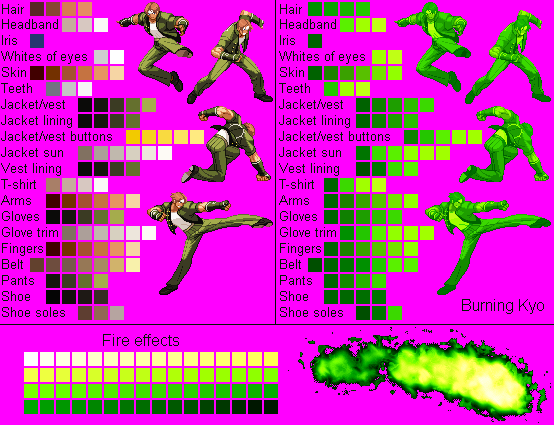 Hair
Headband
Iris
Whites of eyes
Skin
Teeth
Jacket/vest
Jacket lining
Jacket/vest buttons
Jacket sun
Vest lining
T-shirt
Arms
Gloves
Glove trim
Fingers
Belt
Pants
Shoe
Shoe soles
Hair
Headband
Iris
Whites of eyes
Skin
Teeth
Jacket/vest
Jacket lining
Jacket/vest buttons
Jacket sun
Vest lining
T-shirt
Arms
Gloves
Glove trim
Fingers
Belt
Pants
Shoe
Shoe soles
Burning Kyo
Fire effects